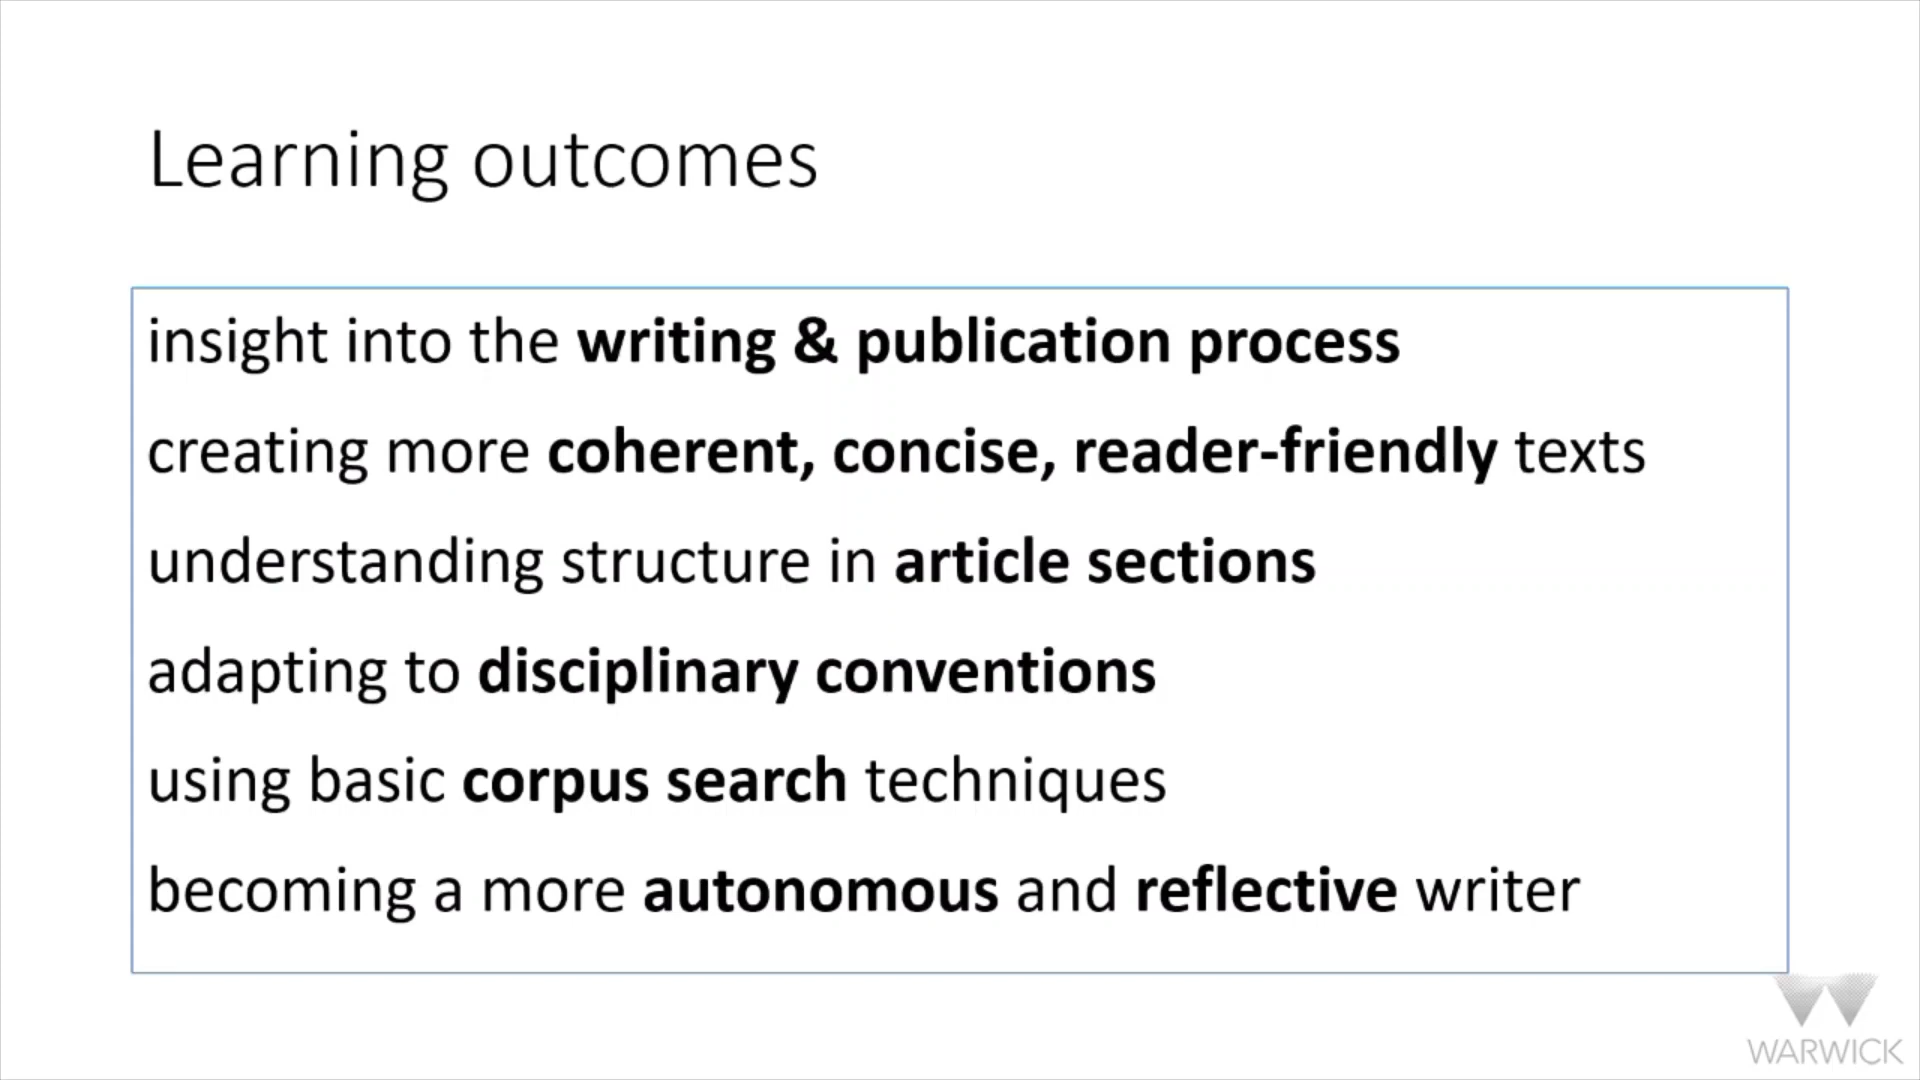 Learning outcomes
insight into the writing & publication process
creating more coherent, concise, reader-friendly texts
understanding structure in article sections
adapting to disciplinary conventions
using basic corpus search techniques
becoming a more autonomous and reflective writer
WARWICK